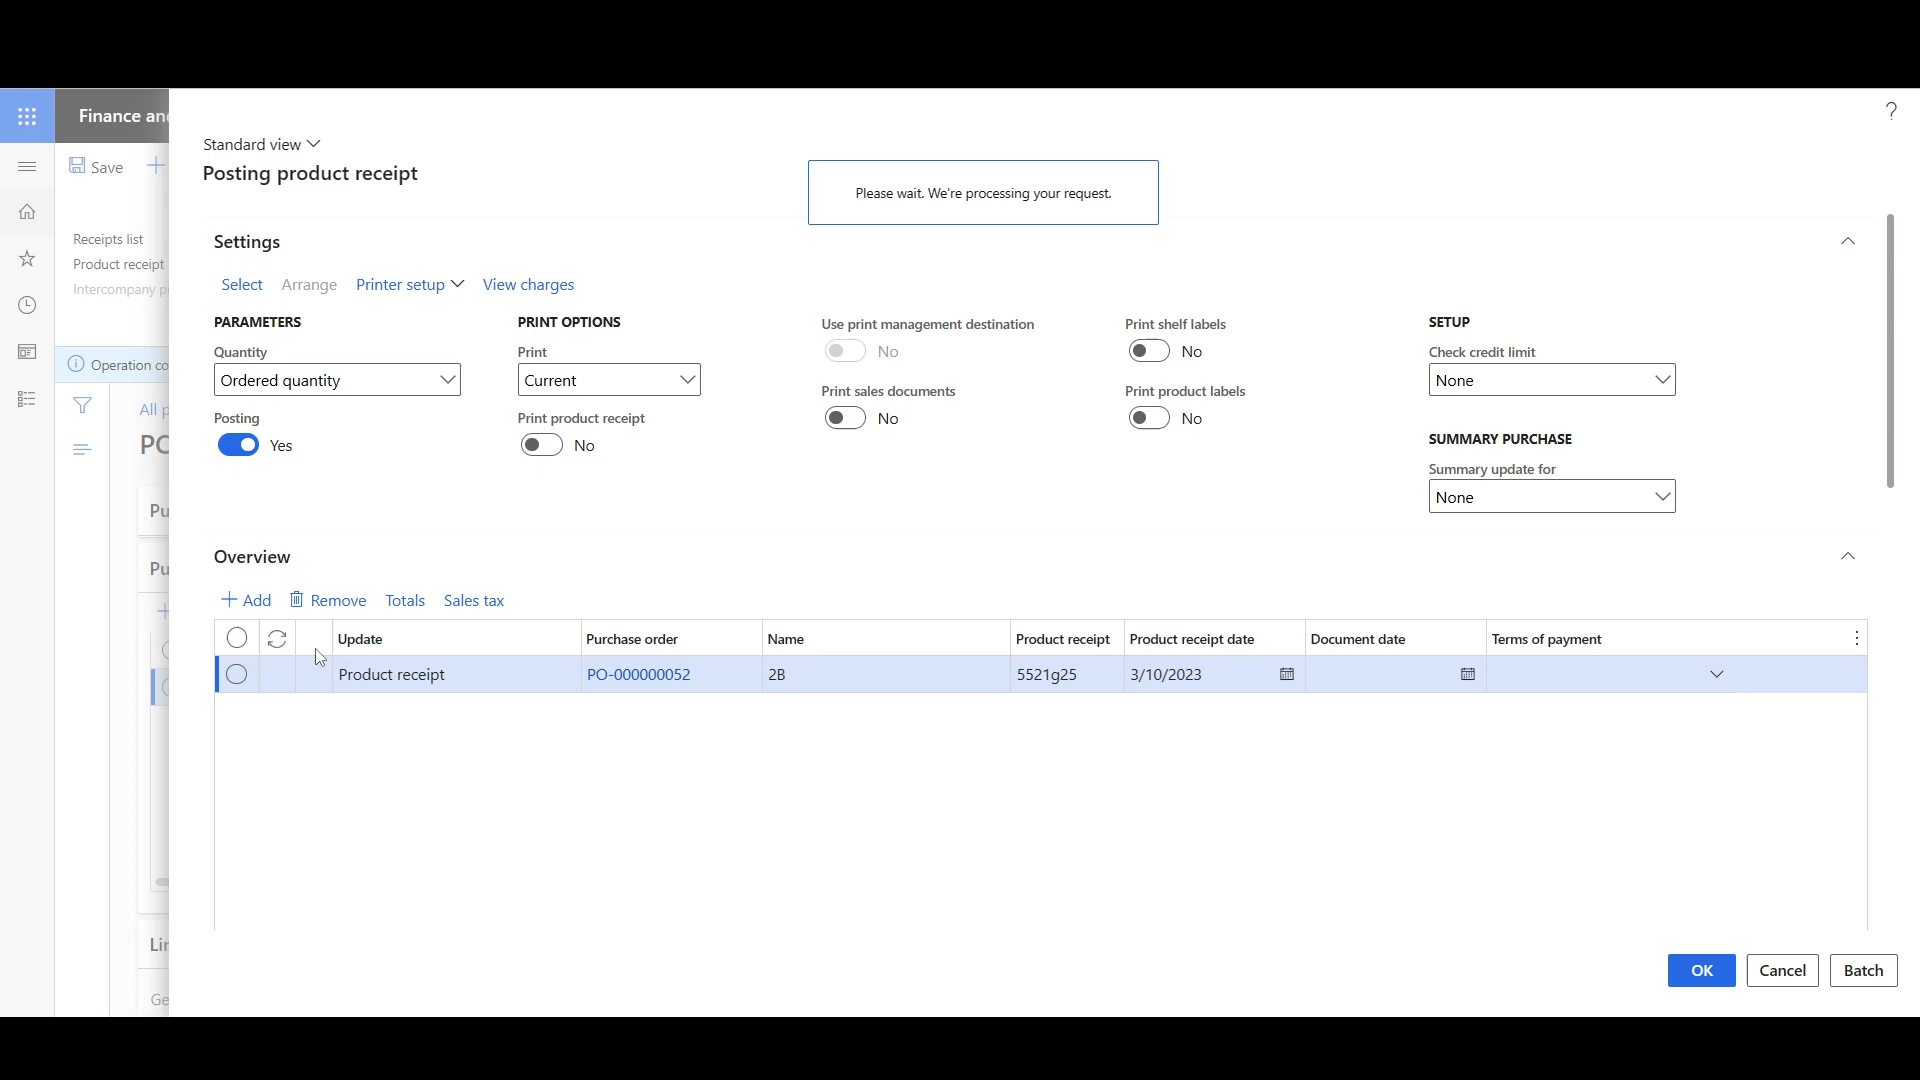 Finance an
?
Save
Standard view
Posting product receipt
Please wait. We're processing your request.
Receipts list
Product receipt
Intercompany p
Operation co
All p
PO
Pu
Pu
Lin
Ge
Settings
Select Arrange Printer setup View charges
PARAMETERS
Quantity
Ordered quantity
Posting
Yes
PRINT OPTIONS
Print
Current
Print product receipt
No
Use print management destination
No
Print sales documents
No
Print shelf labels
No
Print product labels
No
SETUP
Check credit limit
None
SUMMARY PURCHASE
Summary update for
None
Overview
Add Remove Totals Sales tax
Update Purchase order Name Product receipt Product receipt date Document date Terms of payment
Product receipt PO-000000052 2B 5521g25 3/10/2023
OK Cancel Batch